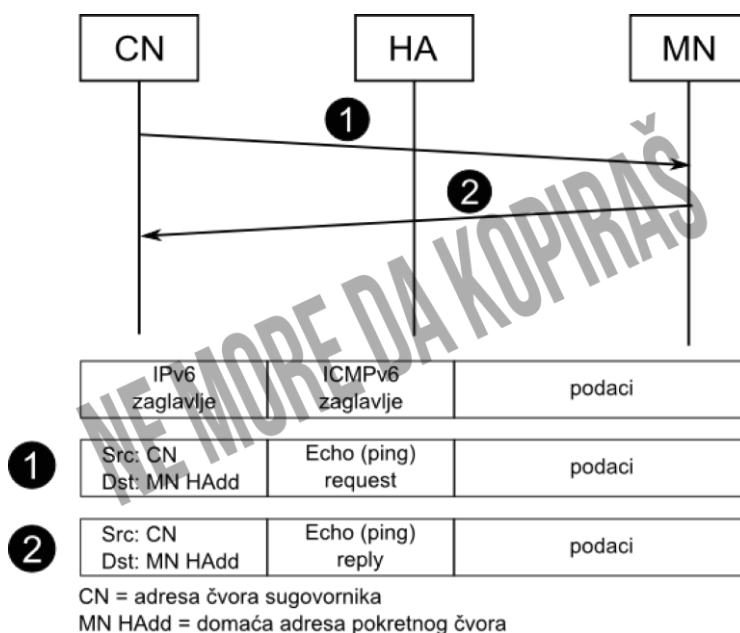 CN
HA
MN
1
2
NE MORE DA KOPIRAŠ
IPv6
zaglavlje
ICMPv6
zaglavlje
podaci
1
Src: CN
Dst: MN HAdd
Echo (ping)
request
podaci
2
Src: CN
Dst: MN HAdd
Echo (ping)
reply
podaci
CN = adresa čvora sugovornika
MN HAdd = domaća adresa pokretnog čvora